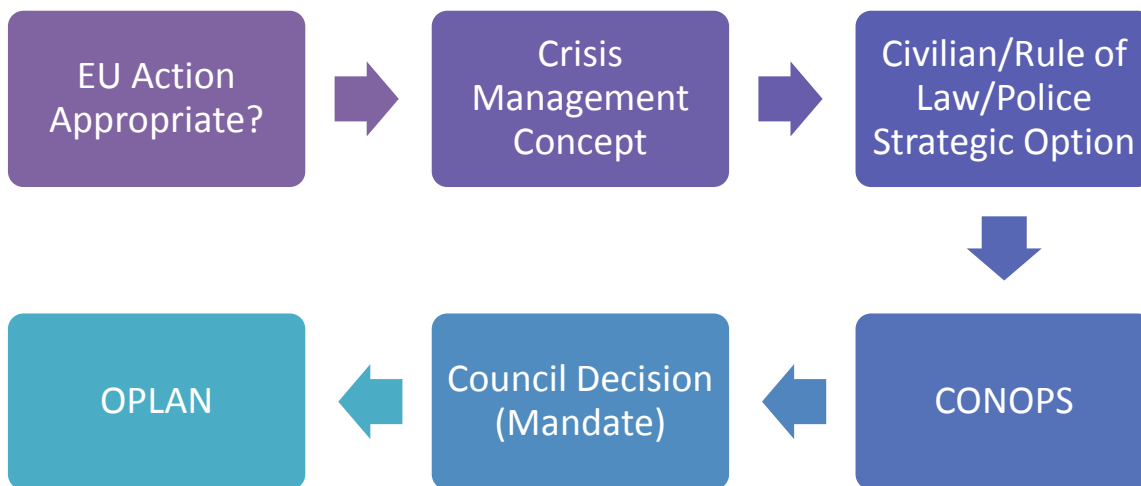 EU Action
Appropriate?
Crisis
Management
Concept
Civilian/Rule of
Law/Police
Strategic Option
CONOPS
Council Decision
(Mandate)
OPLAN